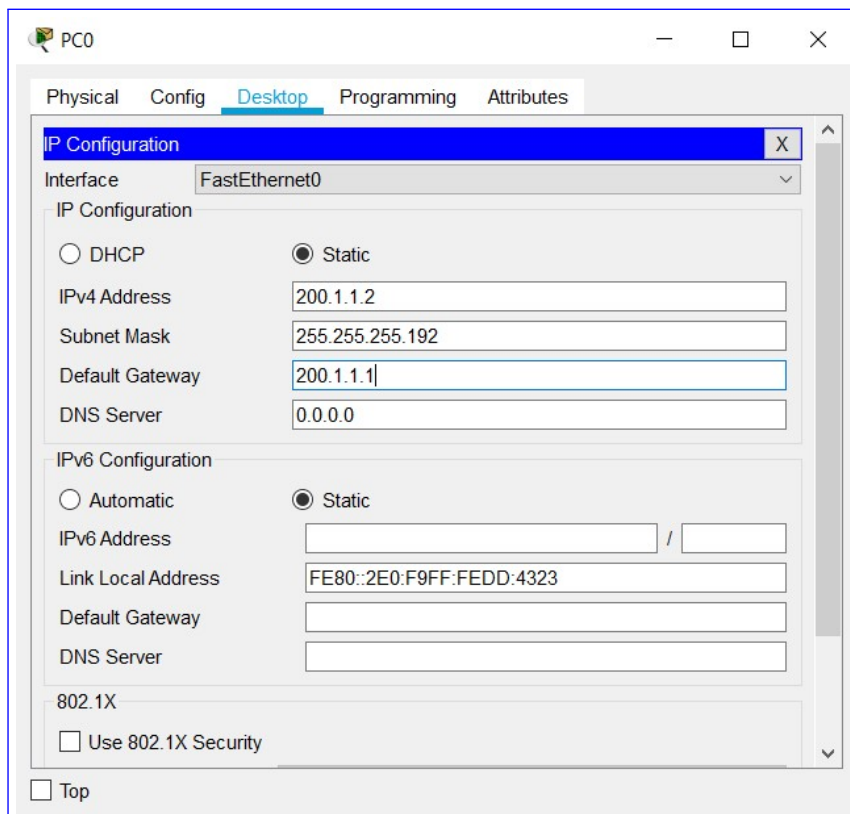 PC0
Physical Config Desktop Programming Attributes
IP Configuration X
Interface FastEthernet0
IP Configuration
DHCP Static
IPv4 Address 200.1.1.2
Subnet Mask 255.255.255.192
Default Gateway 200.1.1.1
DNS Server 0.0.0.0
IPv6 Configuration
Automatic Static
IPv6 Address /
Link Local Address FE80::2E0:F9FF:FEDD:4323
Default Gateway
DNS Server
802.1X
Use 802.1X Security
Top